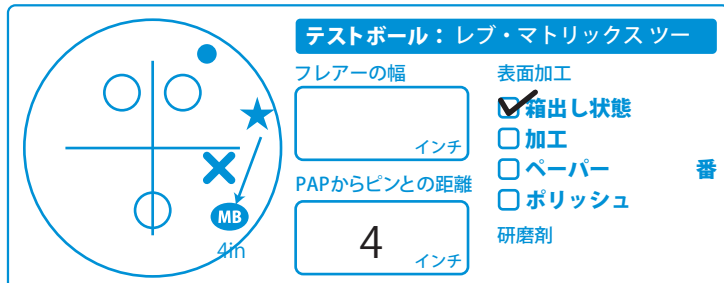 テストボール：レブ・マトリックス ツー
フレアーの幅
インチ
PAPからピンとの距離
4
インチ
表面加工
箱出し状態
加工
ペーパー 番
ポリッシュ
研磨剤
MB
4in